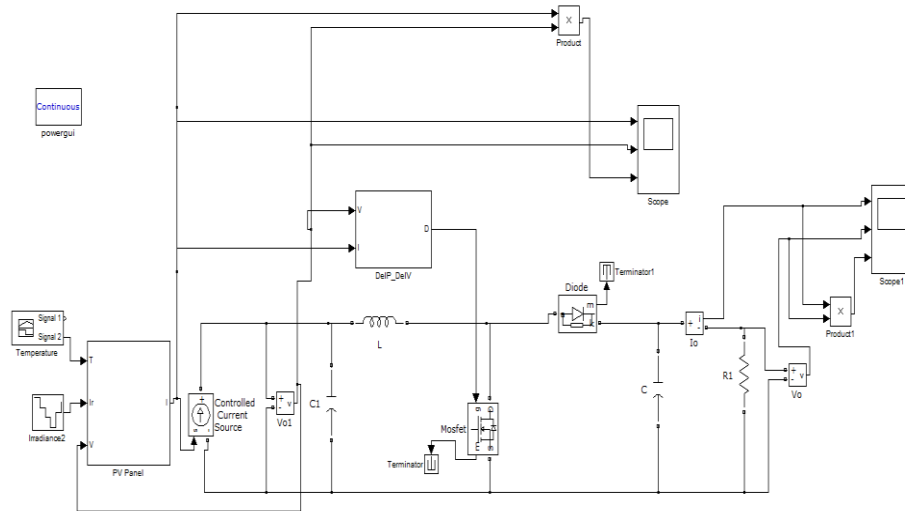 X
Product
Continuous
powergui
Scope
V
D
I
DelP_DelV
Scope1
Diode
m
a
k
Terminator1
i
+
-
Io
X
Product1
Signal 1
Signal 2
Temperature
L
T
Ir
V
I
PV Panel
Irradiance2
+
s
-
Controlled
Current
Source
+
-
v
Vo1
C1
g
C
m
E
Mosfet
Terminator
C
R1
+
-
v
Vo